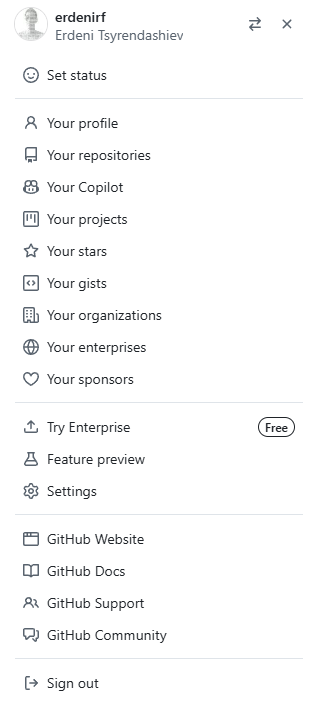 erdenirf
Erdeni Tsyrendashiev
Set status
Your profile
Your repositories
Your Copilot
Your projects
Your stars
Your gists
Your organizations
Your enterprises
Your sponsors
Try Enterprise Free
Feature preview
Settings
GitHub Website
GitHub Docs
GitHub Support
GitHub Community
Sign out